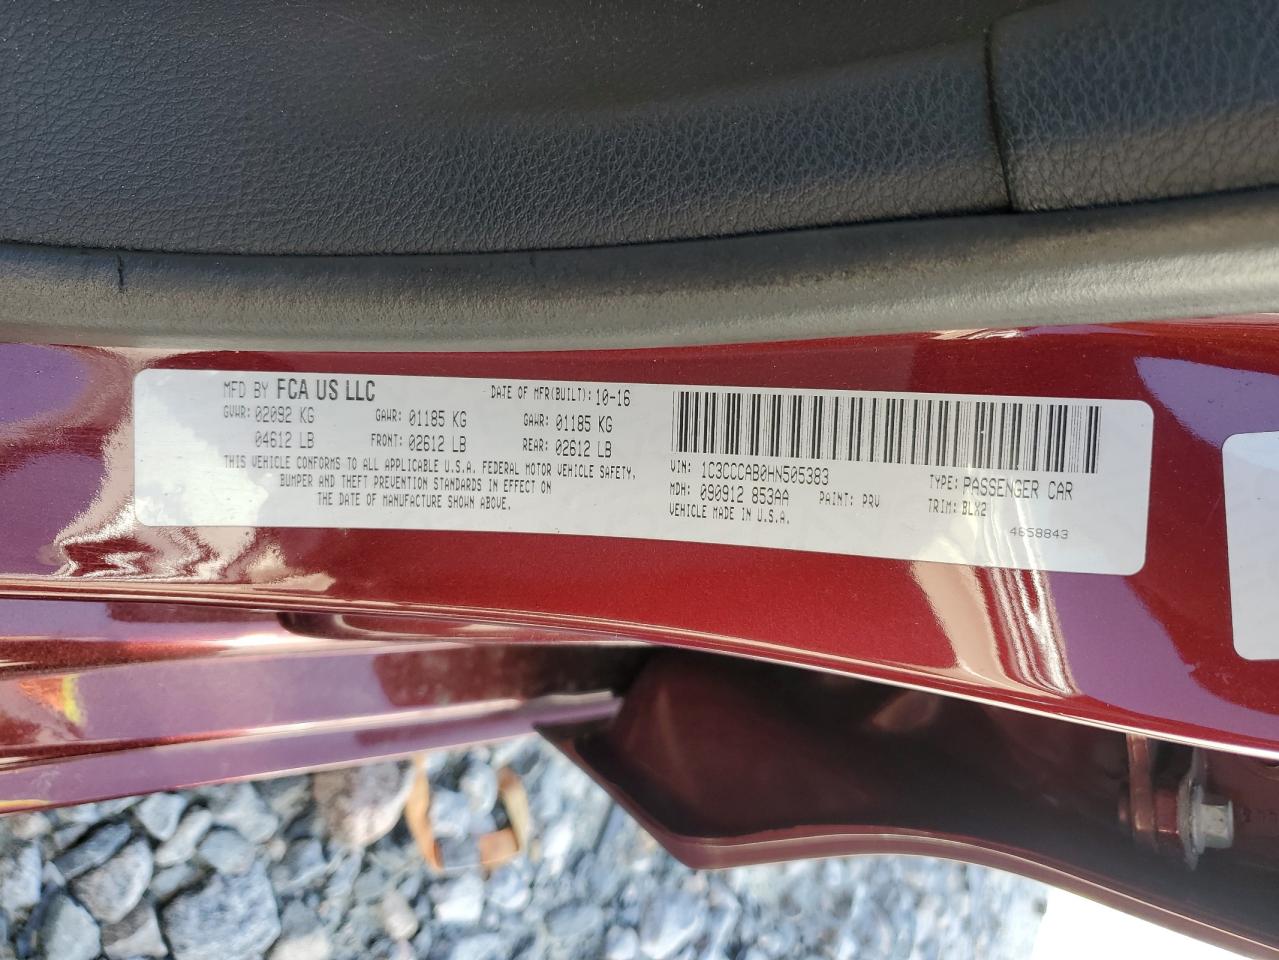 MFD BY FCA US LLC DATE OF MFR(BUILT): 10-16
GVWR: 02092 KG GAWR: 01185 KG GAWR: 01185 KG
04612 LB FRONT: 02612 LB REAR: 02612 LB
THIS VEHICLE CONFORMS TO ALL APPLICABLE U.S.A. FEDERAL MOTOR VEHICLE SAFETY,
BUMPER AND THEFT PREVENTION STANDARDS IN EFFECT ON
THE DATE OF MANUFACTURE SHOWN ABOVE.
VIN: 1C3CCCAB0HN505383 TYPE: PASSENGER CAR
MDH: 090912 853AA PAINT: PRV TRIM: BLX2
VEHICLE MADE IN U.S.A. 4658843